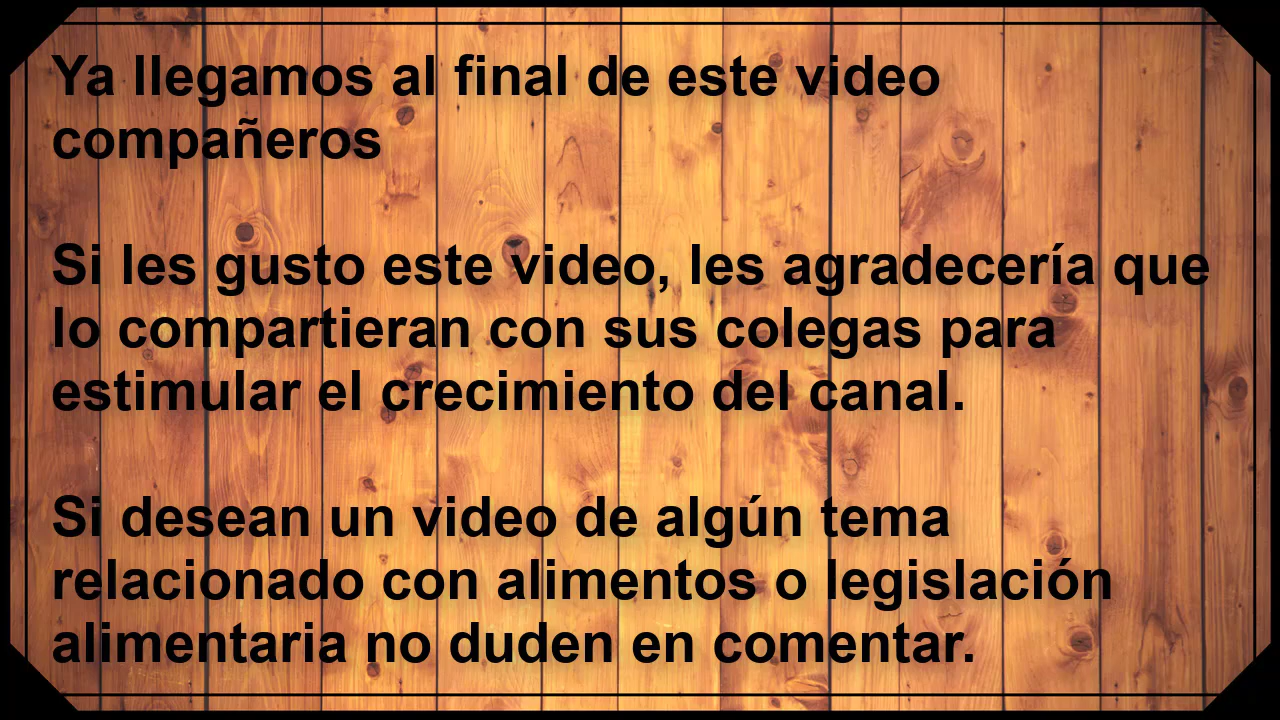 Ya llegamos al final de este video
compañeros
Si les gusto este video, les agradecería que
lo compartieran con sus colegas para
estimular el crecimiento del canal.
Si desean un video de algún tema
relacionado con alimentos o legislación
alimentaria no duden en comentar.